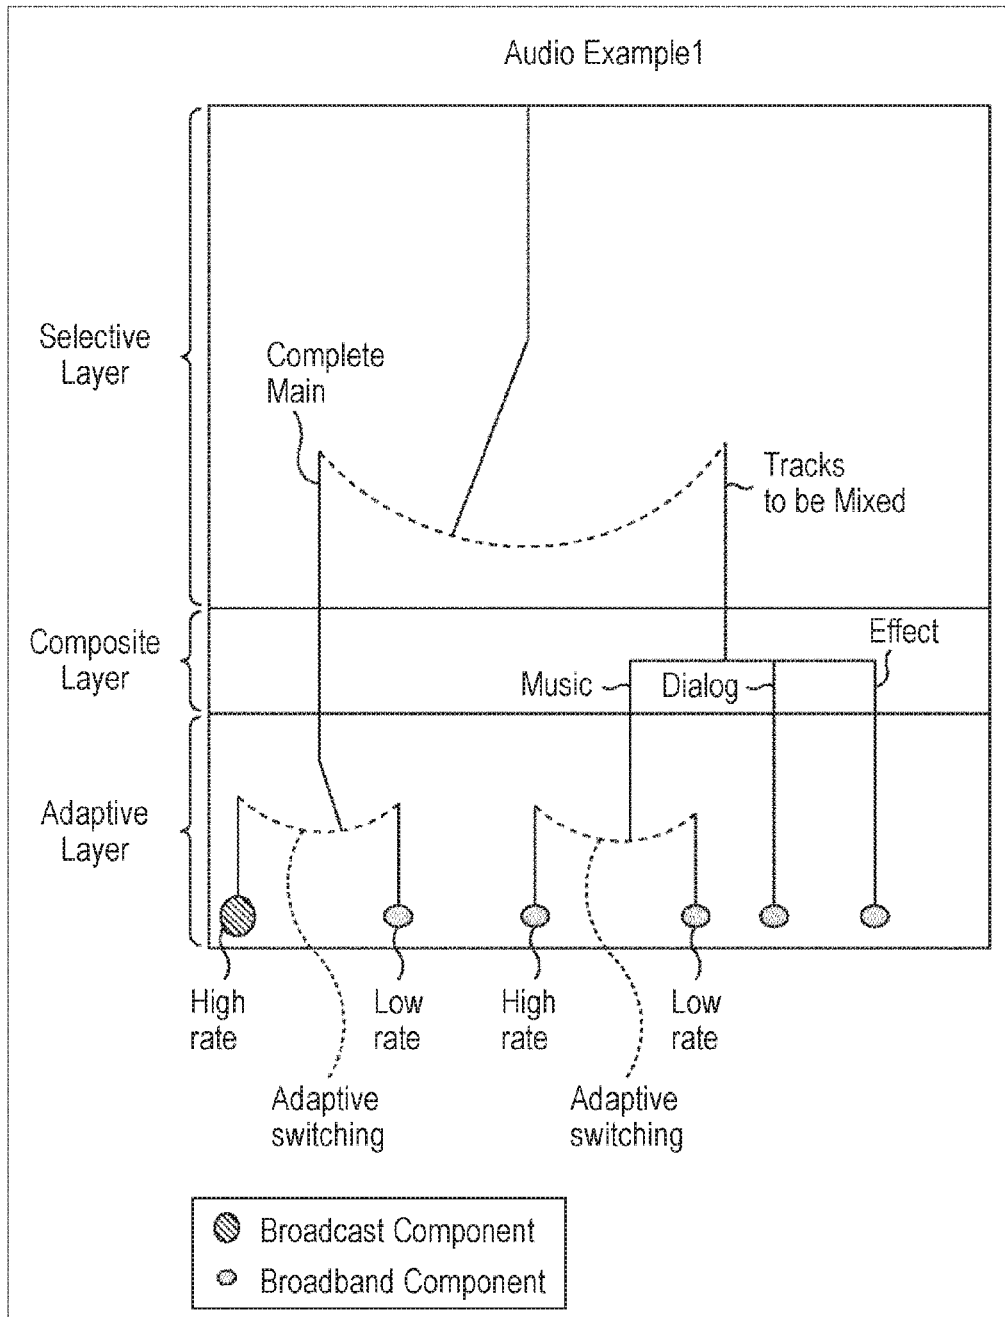 Audio Example1
Selective
Layer
Complete
Main
Tracks
to be Mixed
Composite
Layer
Effect
Music
Dialog
Adaptive
Layer
High
rate
Low
rate
High
rate
Low
rate
Adaptive
switching
Adaptive
switching
Broadcast Component
Broadband Component